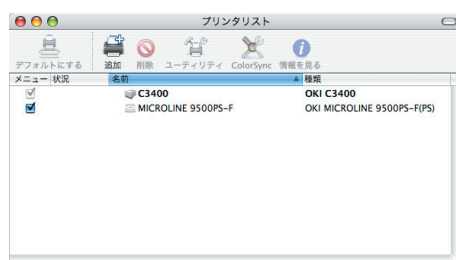 プリンタリスト
デフォルトにする 追加 削除 ユーティリティ ColorSync 情報を見る
メニュー 状況 名前 種類
C3400 OKI C3400
MICROLINE 9500PS-F OKI MICROLINE 9500PS-F(PS)